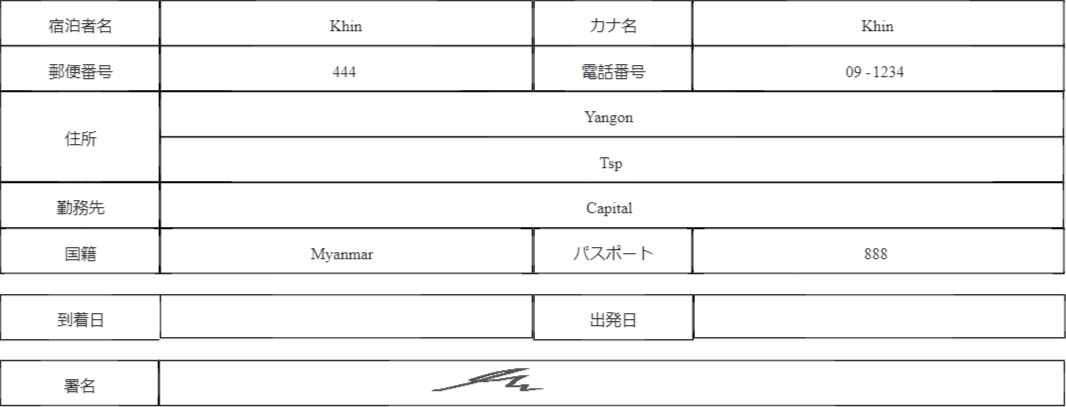 宿泊者名 Khin カナ名 Khin
郵便番号 444 電話番号 09 - 1234
住所 Yangon
Tsp
勤務先 Capital
国籍 Myanmar パスポート 888
到着日 出発日
署名